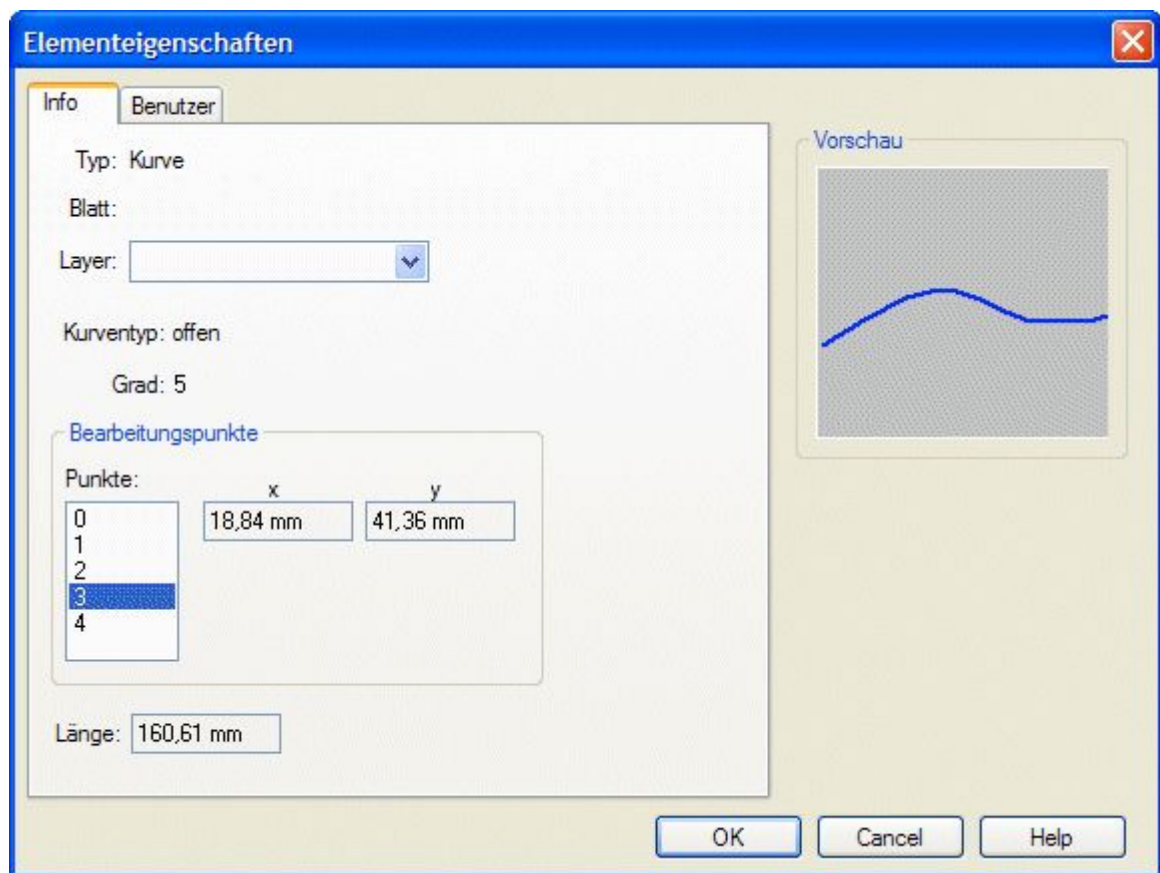 Elementeigenschaften
Info Benutzer
Typ: Kurve
Blatt:
Layer:
Kurventyp: offen
Grad: 5
Bearbeitungspunkte
Punkte:
x y
18,84 mm 41,36 mm
0
1
2
3
4
Länge: 160,61 mm
Vorschau
OK Cancel Help